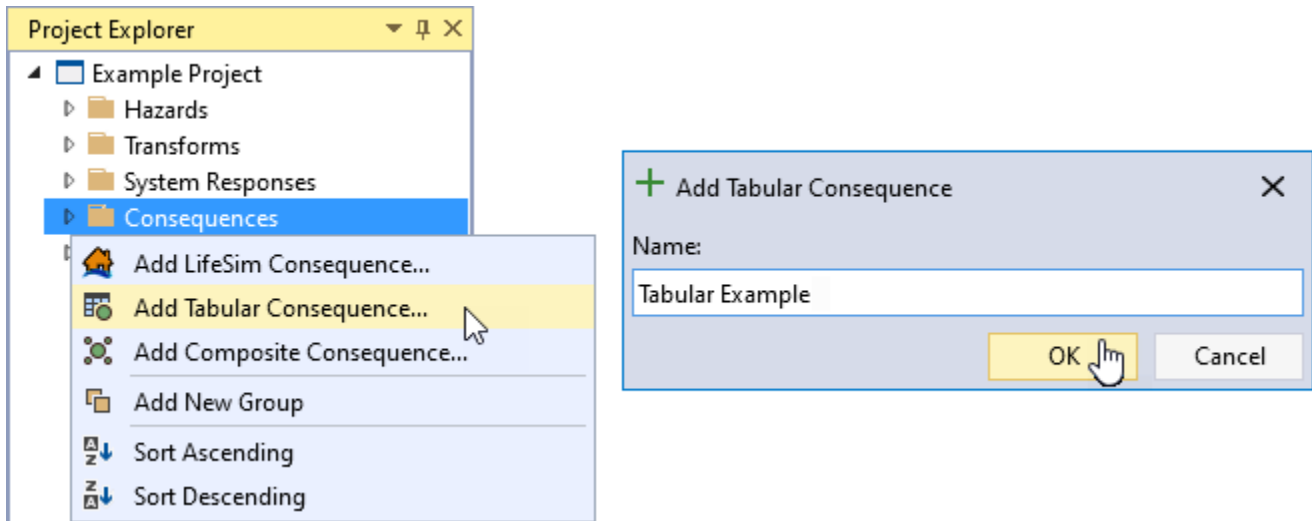 Project Explorer
Example Project
Hazards
Transforms
System Responses
Consequences
Add LifeSim Consequence...
Add Tabular Consequence...
Add Composite Consequence...
Add New Group
Sort Ascending
Sort Descending
Add Tabular Consequence
Name:
Tabular Example
OK Cancel